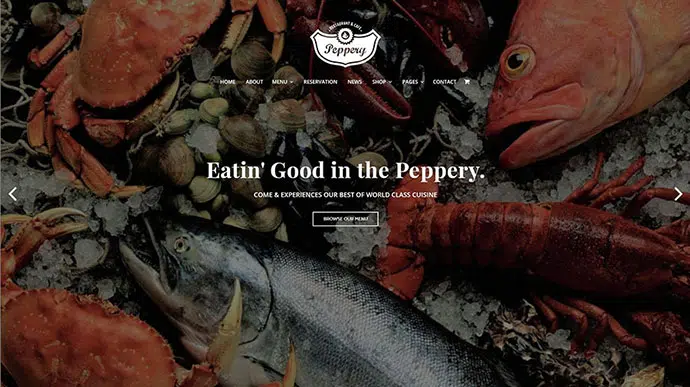 RESTAURANT & CAFE
Peppery
HOME ABOUT MENU RESERVATION NEWS SHOP PAGES CONTACT
Eatin' Good in the Peppery.
COME & EXPERIENCES OUR BEST OF WORLD CLASS CUISINE
BROWSE OUR MENU